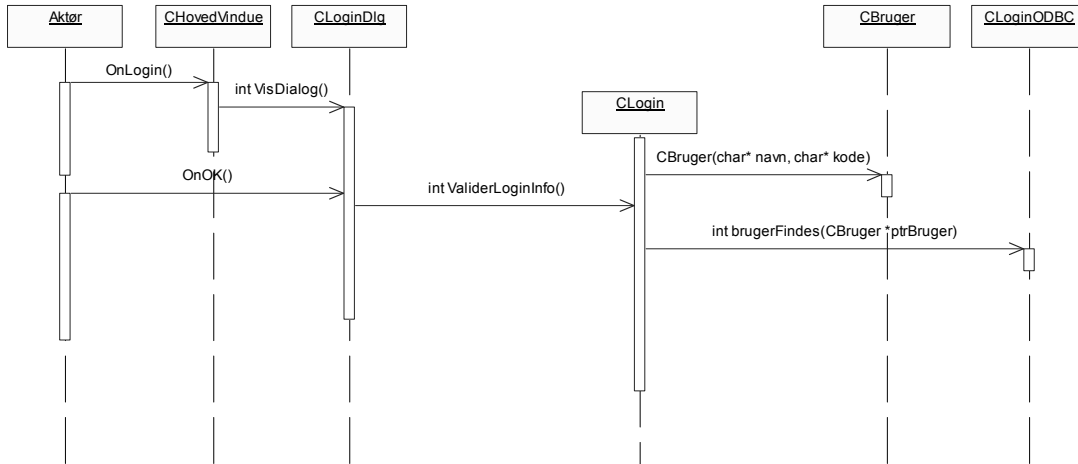 Aktør
CHovedVindue
CLoginDlg
CBruger
CLoginODBC
OnLogin()
int VisDialog()
CLogin
CBruger(char* navn, char* kode)
OnOK()
int ValiderLoginInfo()
int brugerFindes(CBruger *ptrBruger)